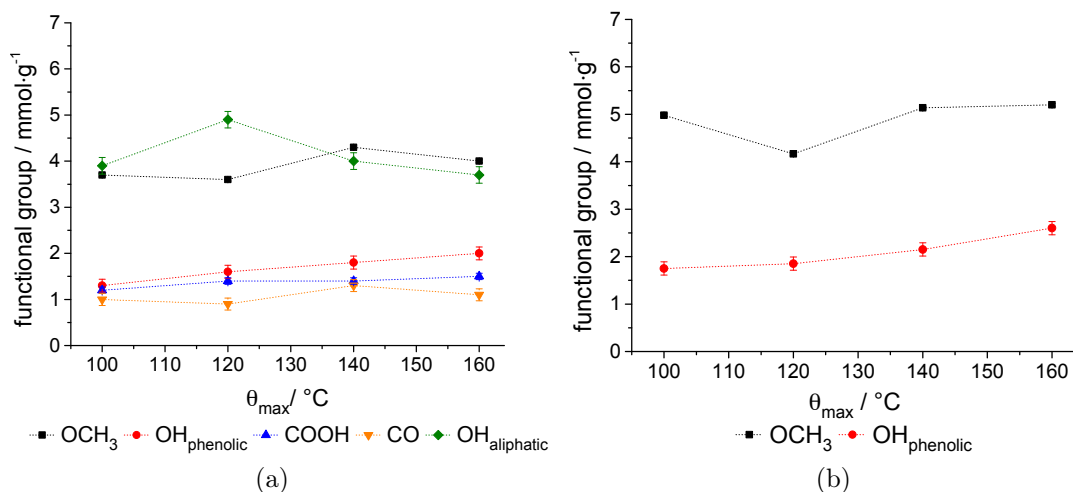 functional group / mmol·g⁻¹
7
6
5
4
3
2
1
0
100 110 120 130 140 150 160
θmax/ °C
OCH₃ OHphenolic COOH CO OHaliphatic
(a)
functional group / mmol·g⁻¹
7
6
5
4
3
2
1
0
100 110 120 130 140 150 160
θmax / °C
OCH₃ OHphenolic
(b)